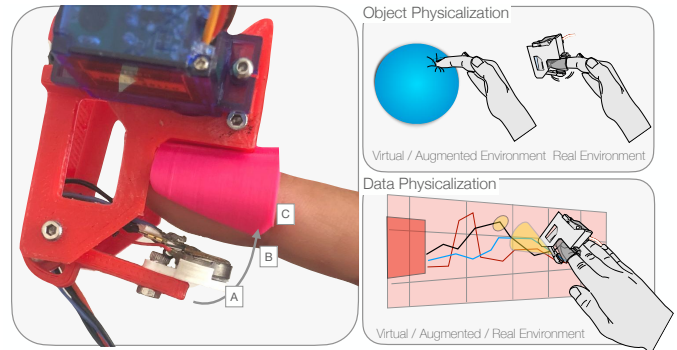 Object Physicalization
Virtual / Augmented Environment Real Environment
Data Physicalization
C
B
A
Virtual / Augmented / Real Environment